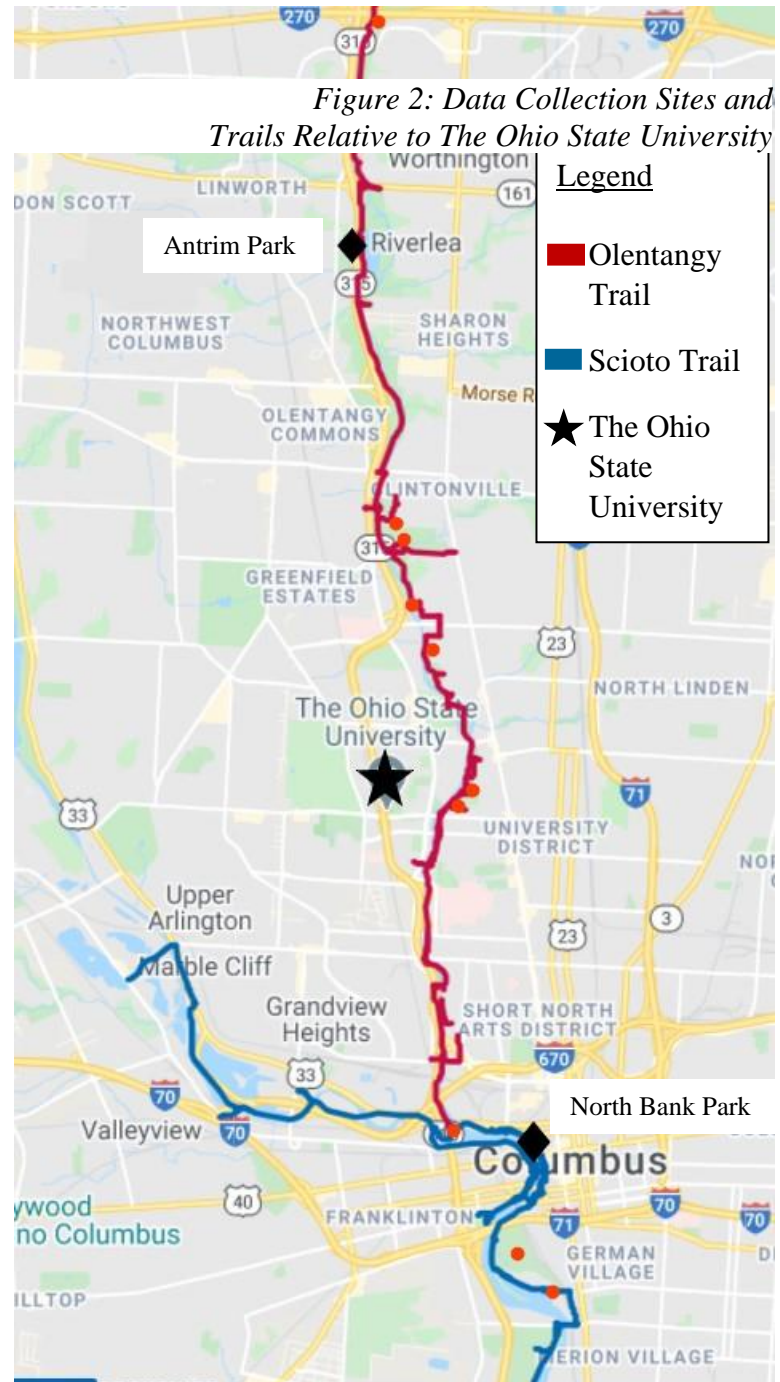 270
315
270
Figure 2: Data Collection Sites and
Trails Relative to The Ohio State University
Worthington
Legend
LINWORTH
161
DON SCOTT
Antrim Park
Riverlea
Olentangy
Trail
315
NORTHWEST
COLUMBUS
SHARON
HEIGHTS
Scioto Trail
Morse R
OLENTANGY
COMMONS
The Ohio
State
University
CLINTONVILLE
315
GREENFIELD
ESTATES
23
NORTH LINDEN
The Ohio State
University
71
33
UNIVERSITY
DISTRICT
NOR
Upper
Arlington
3
23
Marble Cliff
Grandview
Heights
SHORT NORTH
ARTS DISTRICT
670
33
70
North Bank Park
Valleyview
70
Columbus
40
70
ywood
no Columbus
FRANKLINTON
71
70
GERMAN
VILLAGE
ILLTOP
MERION VILLAGE